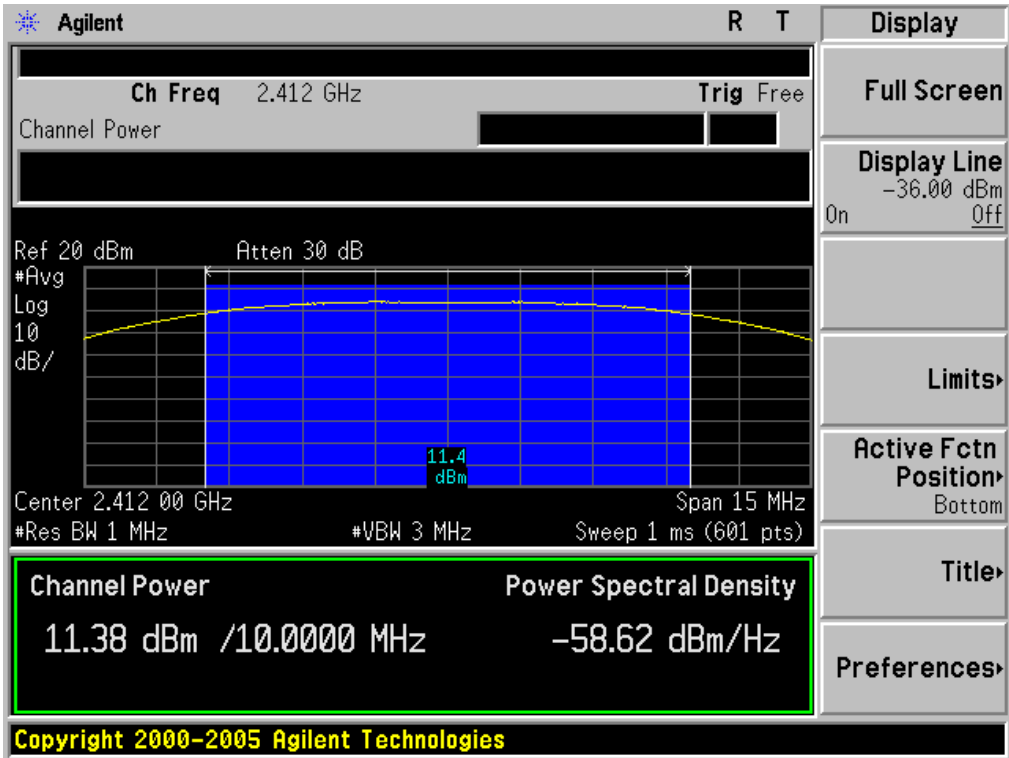 Agilent R T
Display
Ch Freq 2.412 GHz Trig Free
Channel Power
Full Screen
Display Line
-36.00 dBm
On Off
Ref 20 dBm Atten 30 dB
#Avg
Log
10
dB/
11.4
dBm
Center 2.412 00 GHz Span 15 MHz
#Res BW 1 MHz #VBW 3 MHz Sweep 1 ms (601 pts)
Limits
Active Fctn
Position
Bottom
Title
Preferences
Channel Power Power Spectral Density
11.38 dBm /10.0000 MHz -58.62 dBm/Hz
Copyright 2000-2005 Agilent Technologies